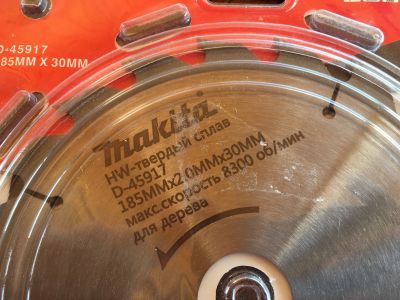 D-45917
185MM X 30MM
makita
HW-твердый сплав
D-45917
185MMx2.0MMx30MM
макс.скорость 8300 об/мин
для дерева